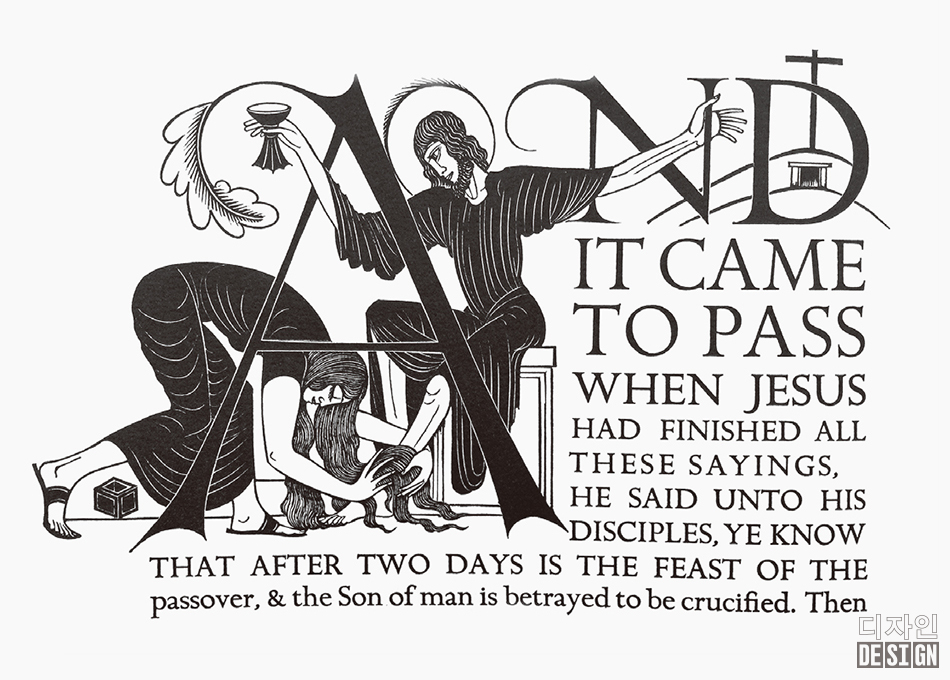 AND
IT CAME
TO PASS
WHEN JESUS
HAD FINISHED ALL
THESE SAYINGS,
HE SAID UNTO HIS
DISCIPLES, YE KNOW
THAT AFTER TWO DAYS IS THE FEAST OF THE
passover, & the Son of man is betrayed to be crucified. Then
디자인
DESIGN